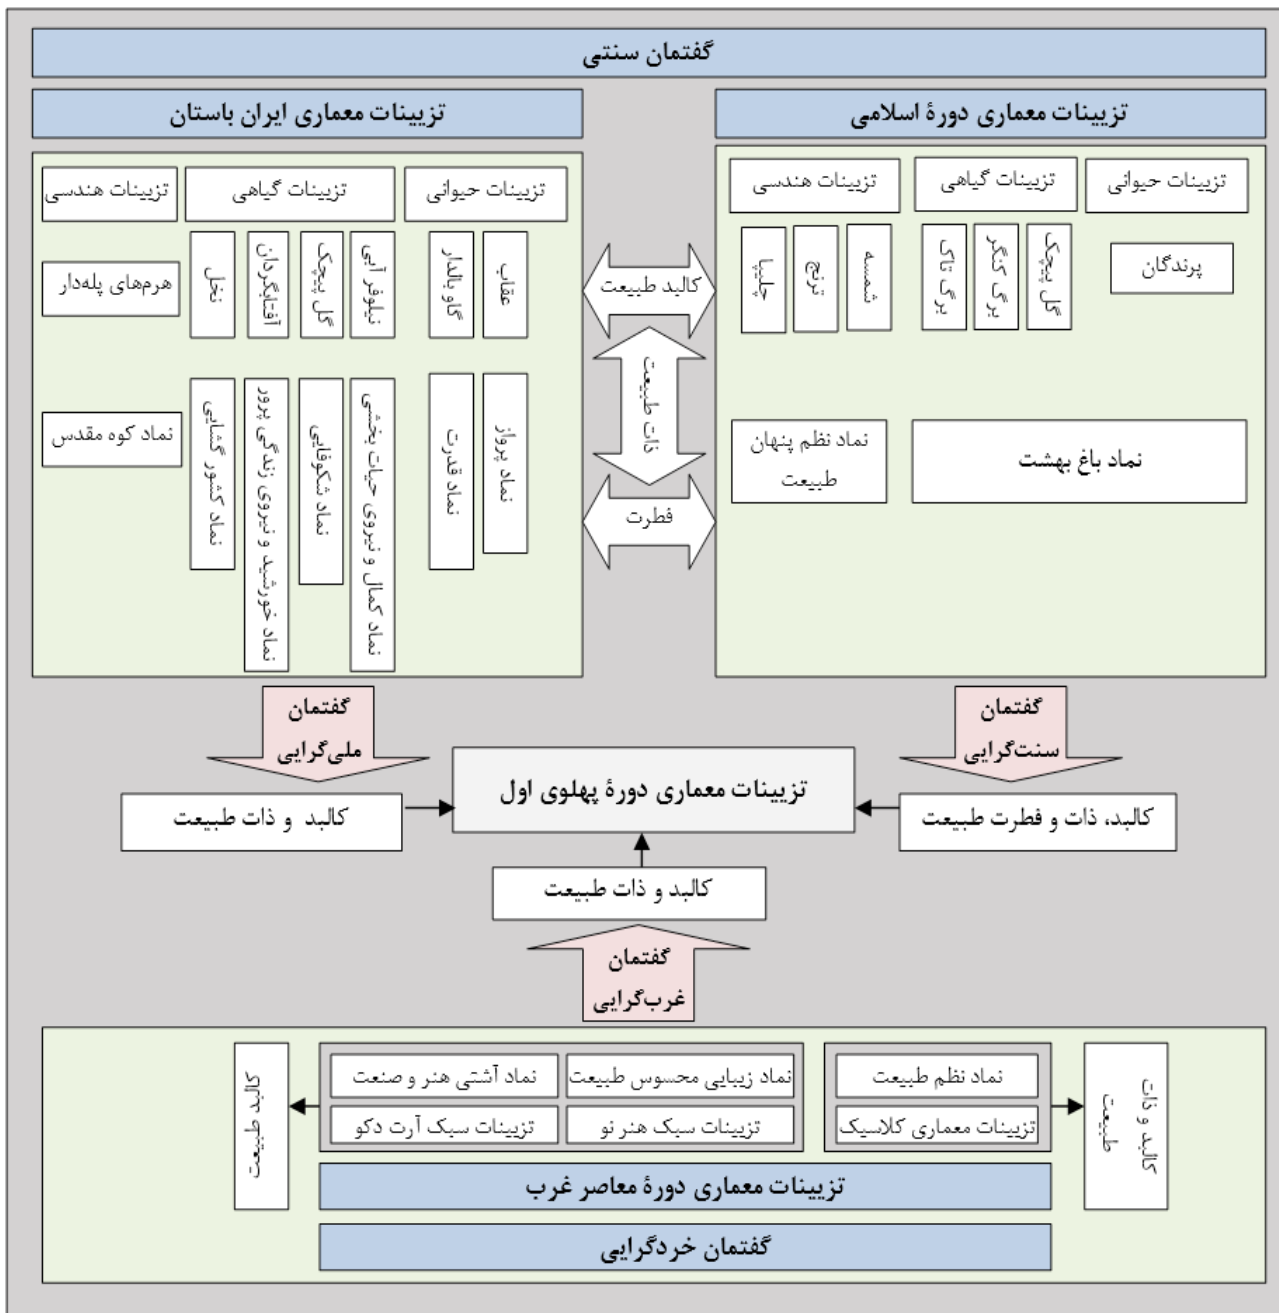 گفتمان سنتی
تزیینات معماری دورۀ اسلامی
تزیینات معماری ایران باستان
تزیینات حیوانی
تزیینات گیاهی
تزیینات هندسی
پرندگان
گل پیچک
برگ کنگر
برگ تاک
شمسه
ترنج
چلیپا
نماد باغ بهشت
نماد نظم پنهان
طبیعت
کالبد طبیعت
ذات طبیعت
فطرت
تزیینات حیوانی
تزیینات گیاهی
تزیینات هندسی
عقاب
گاو بالدار
نیلوفر آبی
گل پیچک
آفتابگردان
نخل
هرم‌های پله‌دار
نماد پرواز
نماد قدرت
نماد کمال و نیروی حیات بخشی
نماد شکوفایی
نماد خورشید و نیروی زندگی پرور
نماد کشور گشایی
نماد کوه مقدس
گفتمان
سنت‌گرایی
گفتمان
ملی‌گرایی
کالبد، ذات و فطرت طبیعت
تزیینات معماری دورۀ پهلوی اول
کالبد و ذات طبیعت
کالبد و ذات طبیعت
گفتمان
غرب‌گرایی
کالبد و ذات
طبیعت
نماد نظم طبیعت
تزیینات معماری کلاسیک
نماد زیبایی محسوس طبیعت
نماد آشتی هنر و صنعت
تزیینات سبک هنر نو
تزیینات سبک آرت دکو
تزیینات معماری دورۀ معاصر غرب
گفتمان خردگرایی